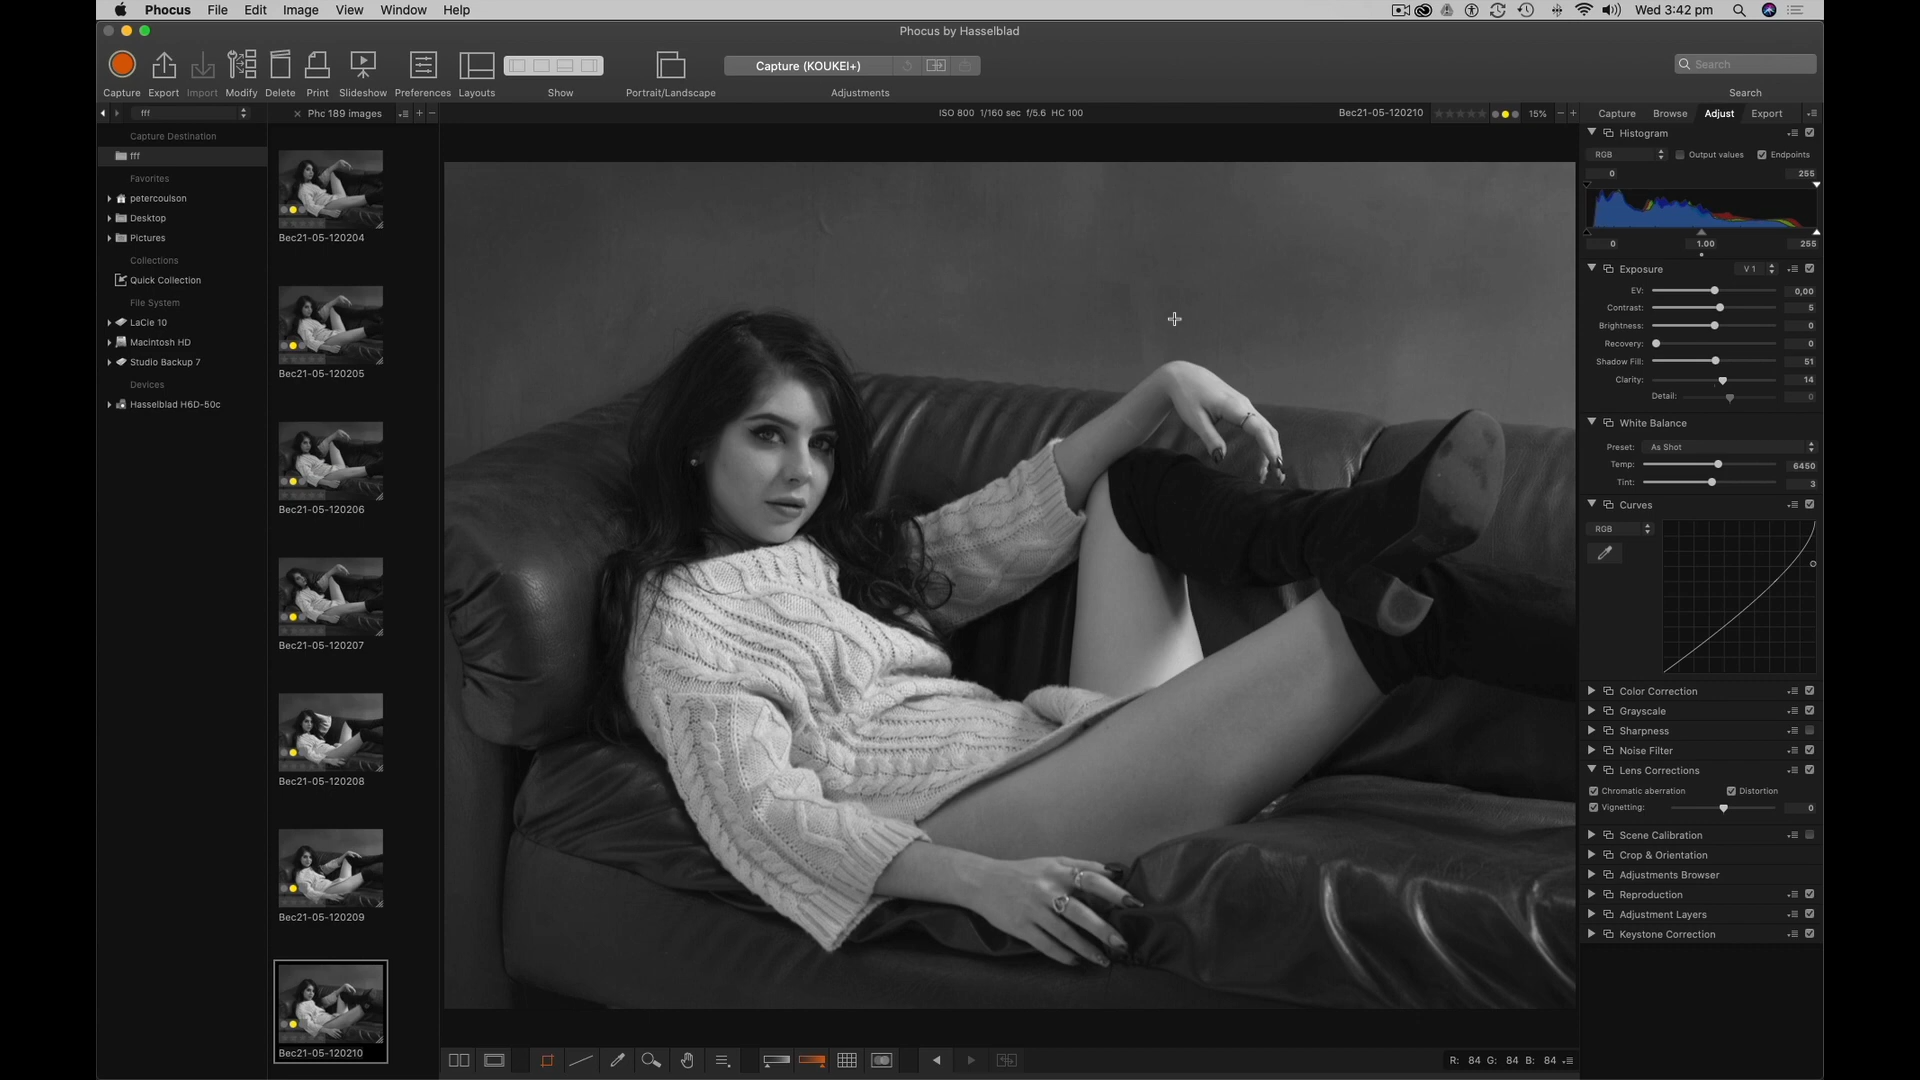 Phocus File Edit Image View Window Help
Wed 3:42 pm
Phocus by Hasselblad
Capture (KOUKEI+)
Search
Capture Export Import Modify Delete Print Slideshow Preferences Layouts Show Portrait/Landscape Adjustments Search
fff
Phc 189 images
ISO 800 1/160 sec f/5.6 HC 100
Bec21-05-120210
15%
Capture Browse Adjust Export
Capture Destination
fff
Favorites
petercoulson
Desktop
Pictures
Collections
Quick Collection
File System
LaCie 10
Macintosh HD
Studio Backup 7
Devices
Hasselblad H6D-50c
Bec21-05-120204
Bec21-05-120205
Bec21-05-120206
Bec21-05-120207
Bec21-05-120208
Bec21-05-120209
Bec21-05-120210
Histogram
RGB Output values Endpoints
0 255
0 1.00 255
Exposure V 1
EV: 0,00
Contrast: 5
Brightness: 0
Recovery: 0
Shadow Fill: 51
Clarity: 14
Detail: 0
White Balance
Preset: As Shot
Temp: 6450
Tint: 3
Curves
RGB
Color Correction
Grayscale
Sharpness
Noise Filter
Lens Corrections
Chromatic aberration Distortion
Vignetting: 0
Scene Calibration
Crop & Orientation
Adjustments Browser
Reproduction
Adjustment Layers
Keystone Correction
R: 84 G: 84 B: 84